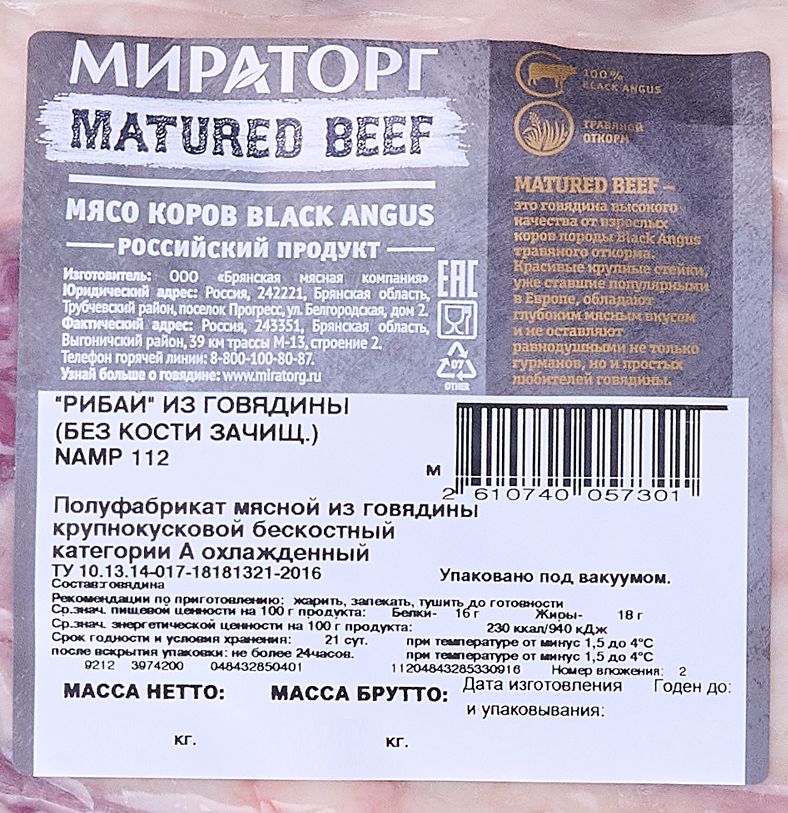 МИРАТОРГ
MATURED BEEF
МЯСО КОРОВ BLACK ANGUS
РОССИЙСКИЙ ПРОДУКТ
Изготовитель: ООО «Брянская мясная компания»
Юридический адрес: Россия, 242221, Брянская область,
Трубчевский район, поселок Прогресс, ул. Белгородская, дом 2.
Фактический адрес: Россия, 243351, Брянская область,
Выгоничский район, 39 км трассы М-13, строение 2.
Телефон горячей линии: 8-800-100-80-87.
Узнай больше о говядине: www.miratorg.ru
EAC
07
OTHER
100%
BLACK ANGUS
ТРАВЯНОЙ
ОТКОРМ
MATURED BEEF –
это говядина высокого
качества от взрослых
коров породы Black Angus
травяного откорма.
Красивые крупные стейки,
уже ставшие популярными
в Европе, обладают
глубоким мясным вкусом
и не оставляют
равнодушными не только
гурманов, но и простых
любителей говядины.
"РИБАЙ" ИЗ ГОВЯДИНЫ
(БЕЗ КОСТИ ЗАЧИЩ.)
NAMP 112
м
2 610740 057301
Полуфабрикат мясной из говядины
крупнокусковой бескостный
категории А охлажденный
ТУ 10.13.14-017-18181321-2016
Упаковано под вакуумом.
Состав:говядина
Рекомендации по приготовлению: жарить, запекать, тушить до готовности
Ср.знач. пищевой ценности на 100 г продукта: Белки- 16 г Жиры- 18 г
Ср.знач. энергетической ценности на 100 г продукта: 230 ккал/940 кДж
Срок годности и условия хранения: 21 сут. при температуре от минус 1,5 до 4°С
после вскрытия упаковки: не более 24часов. при температуре от минус 1,5 до 4°С
9212 3974200 048432850401 11204843285330916 Номер вложения: 2
МАССА НЕТТО: МАССА БРУТТО: Дата изготовления Годен до:
и упаковывания:
кг. кг.